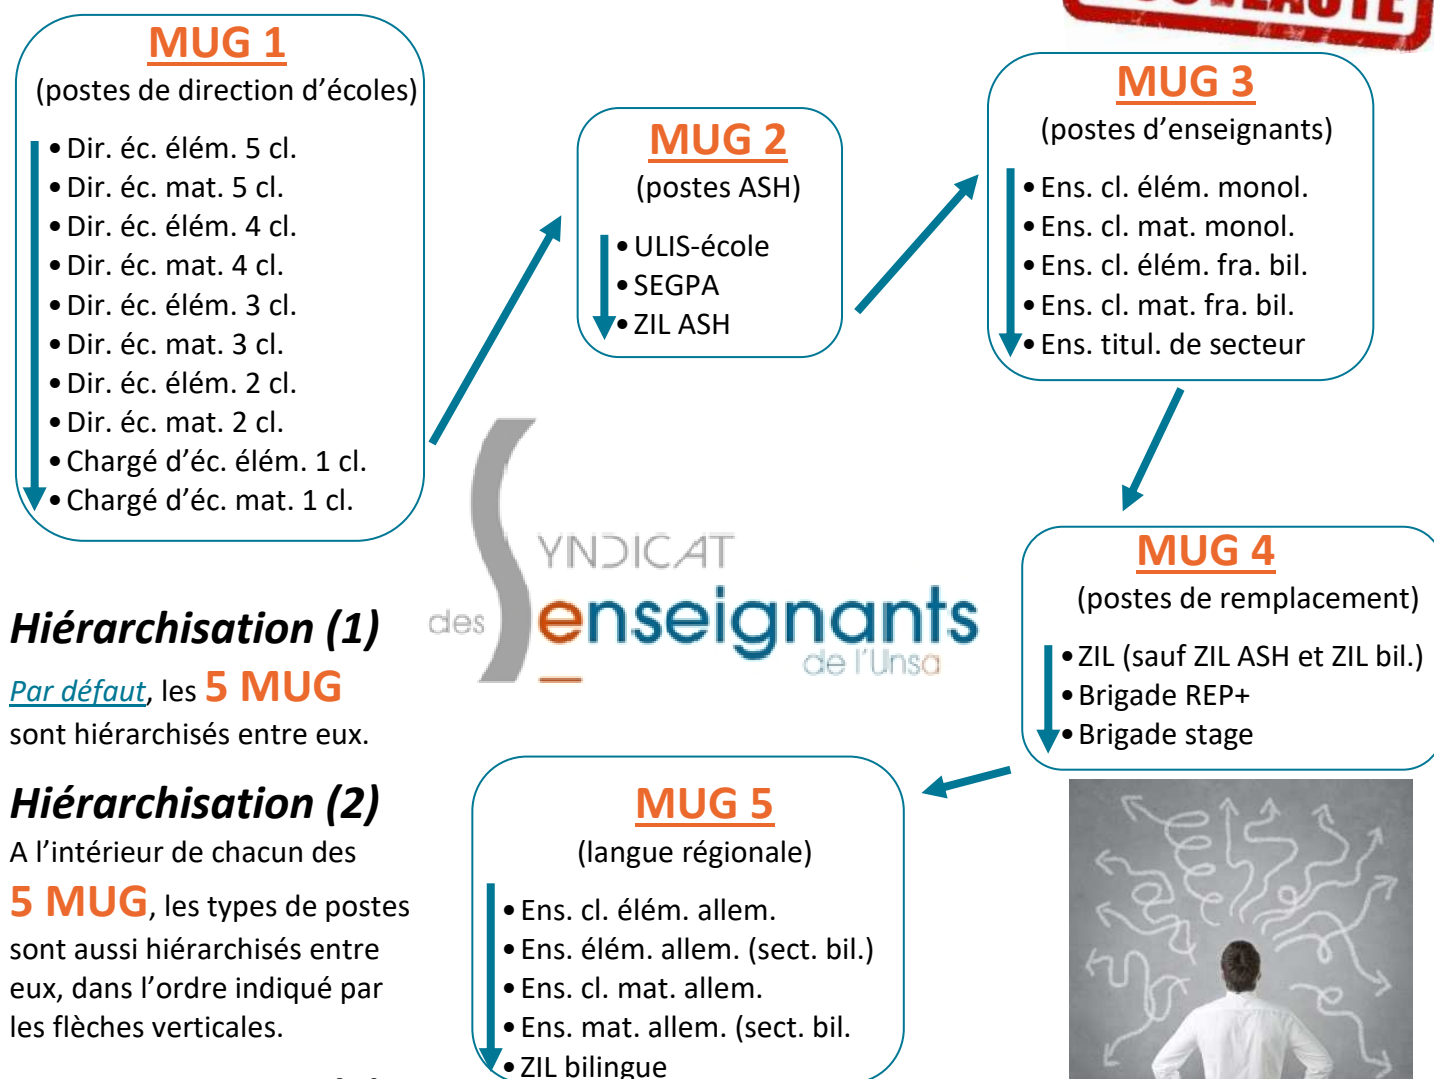 MUG 1
(postes de direction d’écoles)
• Dir. éc. élém. 5 cl.
• Dir. éc. mat. 5 cl.
• Dir. éc. élém. 4 cl.
• Dir. éc. mat. 4 cl.
• Dir. éc. élém. 3 cl.
• Dir. éc. mat. 3 cl.
• Dir. éc. élém. 2 cl.
• Dir. éc. mat. 2 cl.
• Chargé d’éc. élém. 1 cl.
• Chargé d’éc. mat. 1 cl.
MUG 2
(postes ASH)
• ULIS-école
• SEGPA
• ZIL ASH
MUG 3
(postes d’enseignants)
• Ens. cl. élém. monol.
• Ens. cl. mat. monol.
• Ens. cl. élém. fra. bil.
• Ens. cl. mat. fra. bil.
• Ens. titul. de secteur
MUG 4
(postes de remplacement)
• ZIL (sauf ZIL ASH et ZIL bil.)
• Brigade REP+
• Brigade stage
SYNDICAT
des enseignants
de l'Unsa
Hiérarchisation (1)
Par défaut, les 5 MUG
sont hiérarchisés entre eux.
Hiérarchisation (2)
A l’intérieur de chacun des
5 MUG, les types de postes
sont aussi hiérarchisés entre
eux, dans l’ordre indiqué par
les flèches verticales.
MUG 5
(langue régionale)
• Ens. cl. élém. allem.
• Ens. élém. allem. (sect. bil.)
• Ens. cl. mat. allem.
• Ens. mat. allem. (sect. bil.
• ZIL bilingue